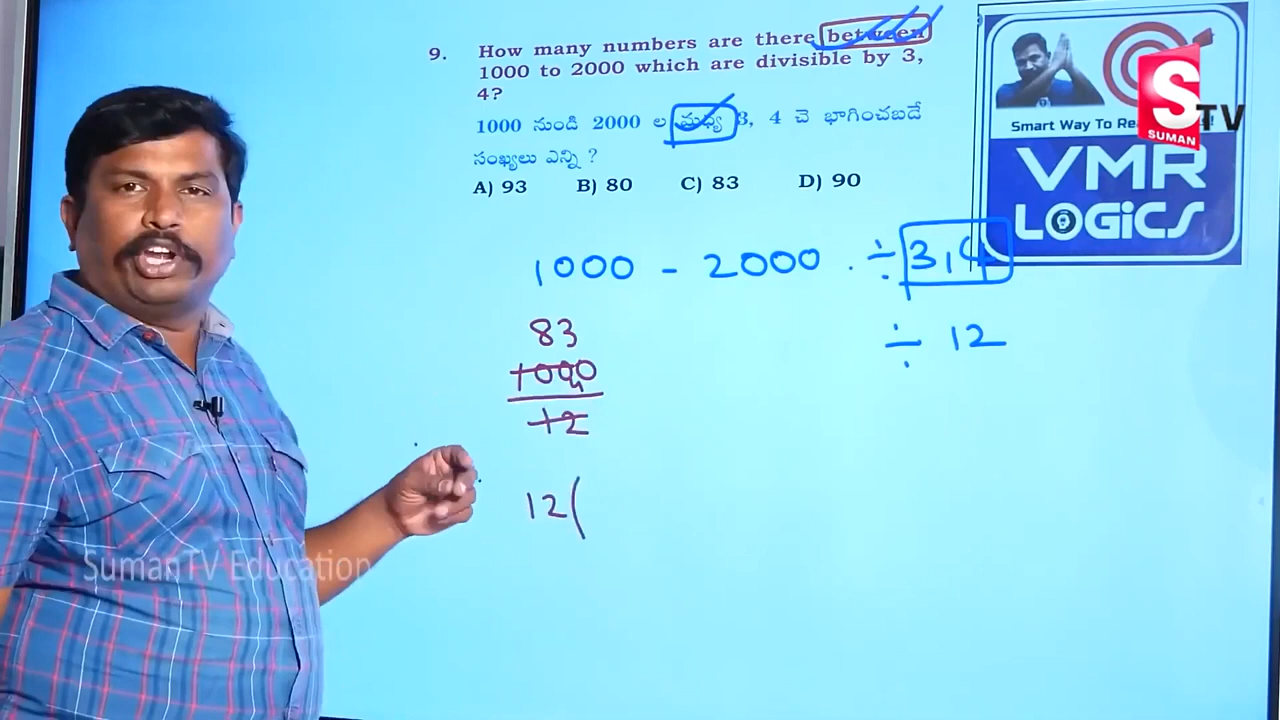 9. How many numbers are there between
1000 to 2000 which are divisible by 3,
4?
1000 నుండి 2000 ల మధ్య 3, 4 చె భాగించబడే
సంఖ్యలు ఎన్ని ?
A) 93 B) 80 C) 83 D) 90
1000 - 2000 . ÷ 3,4
÷ 12
83
1000
12
12(
Smart Way To
VMR
LOGiCS
S TV
SUMAN
SumanTV Education